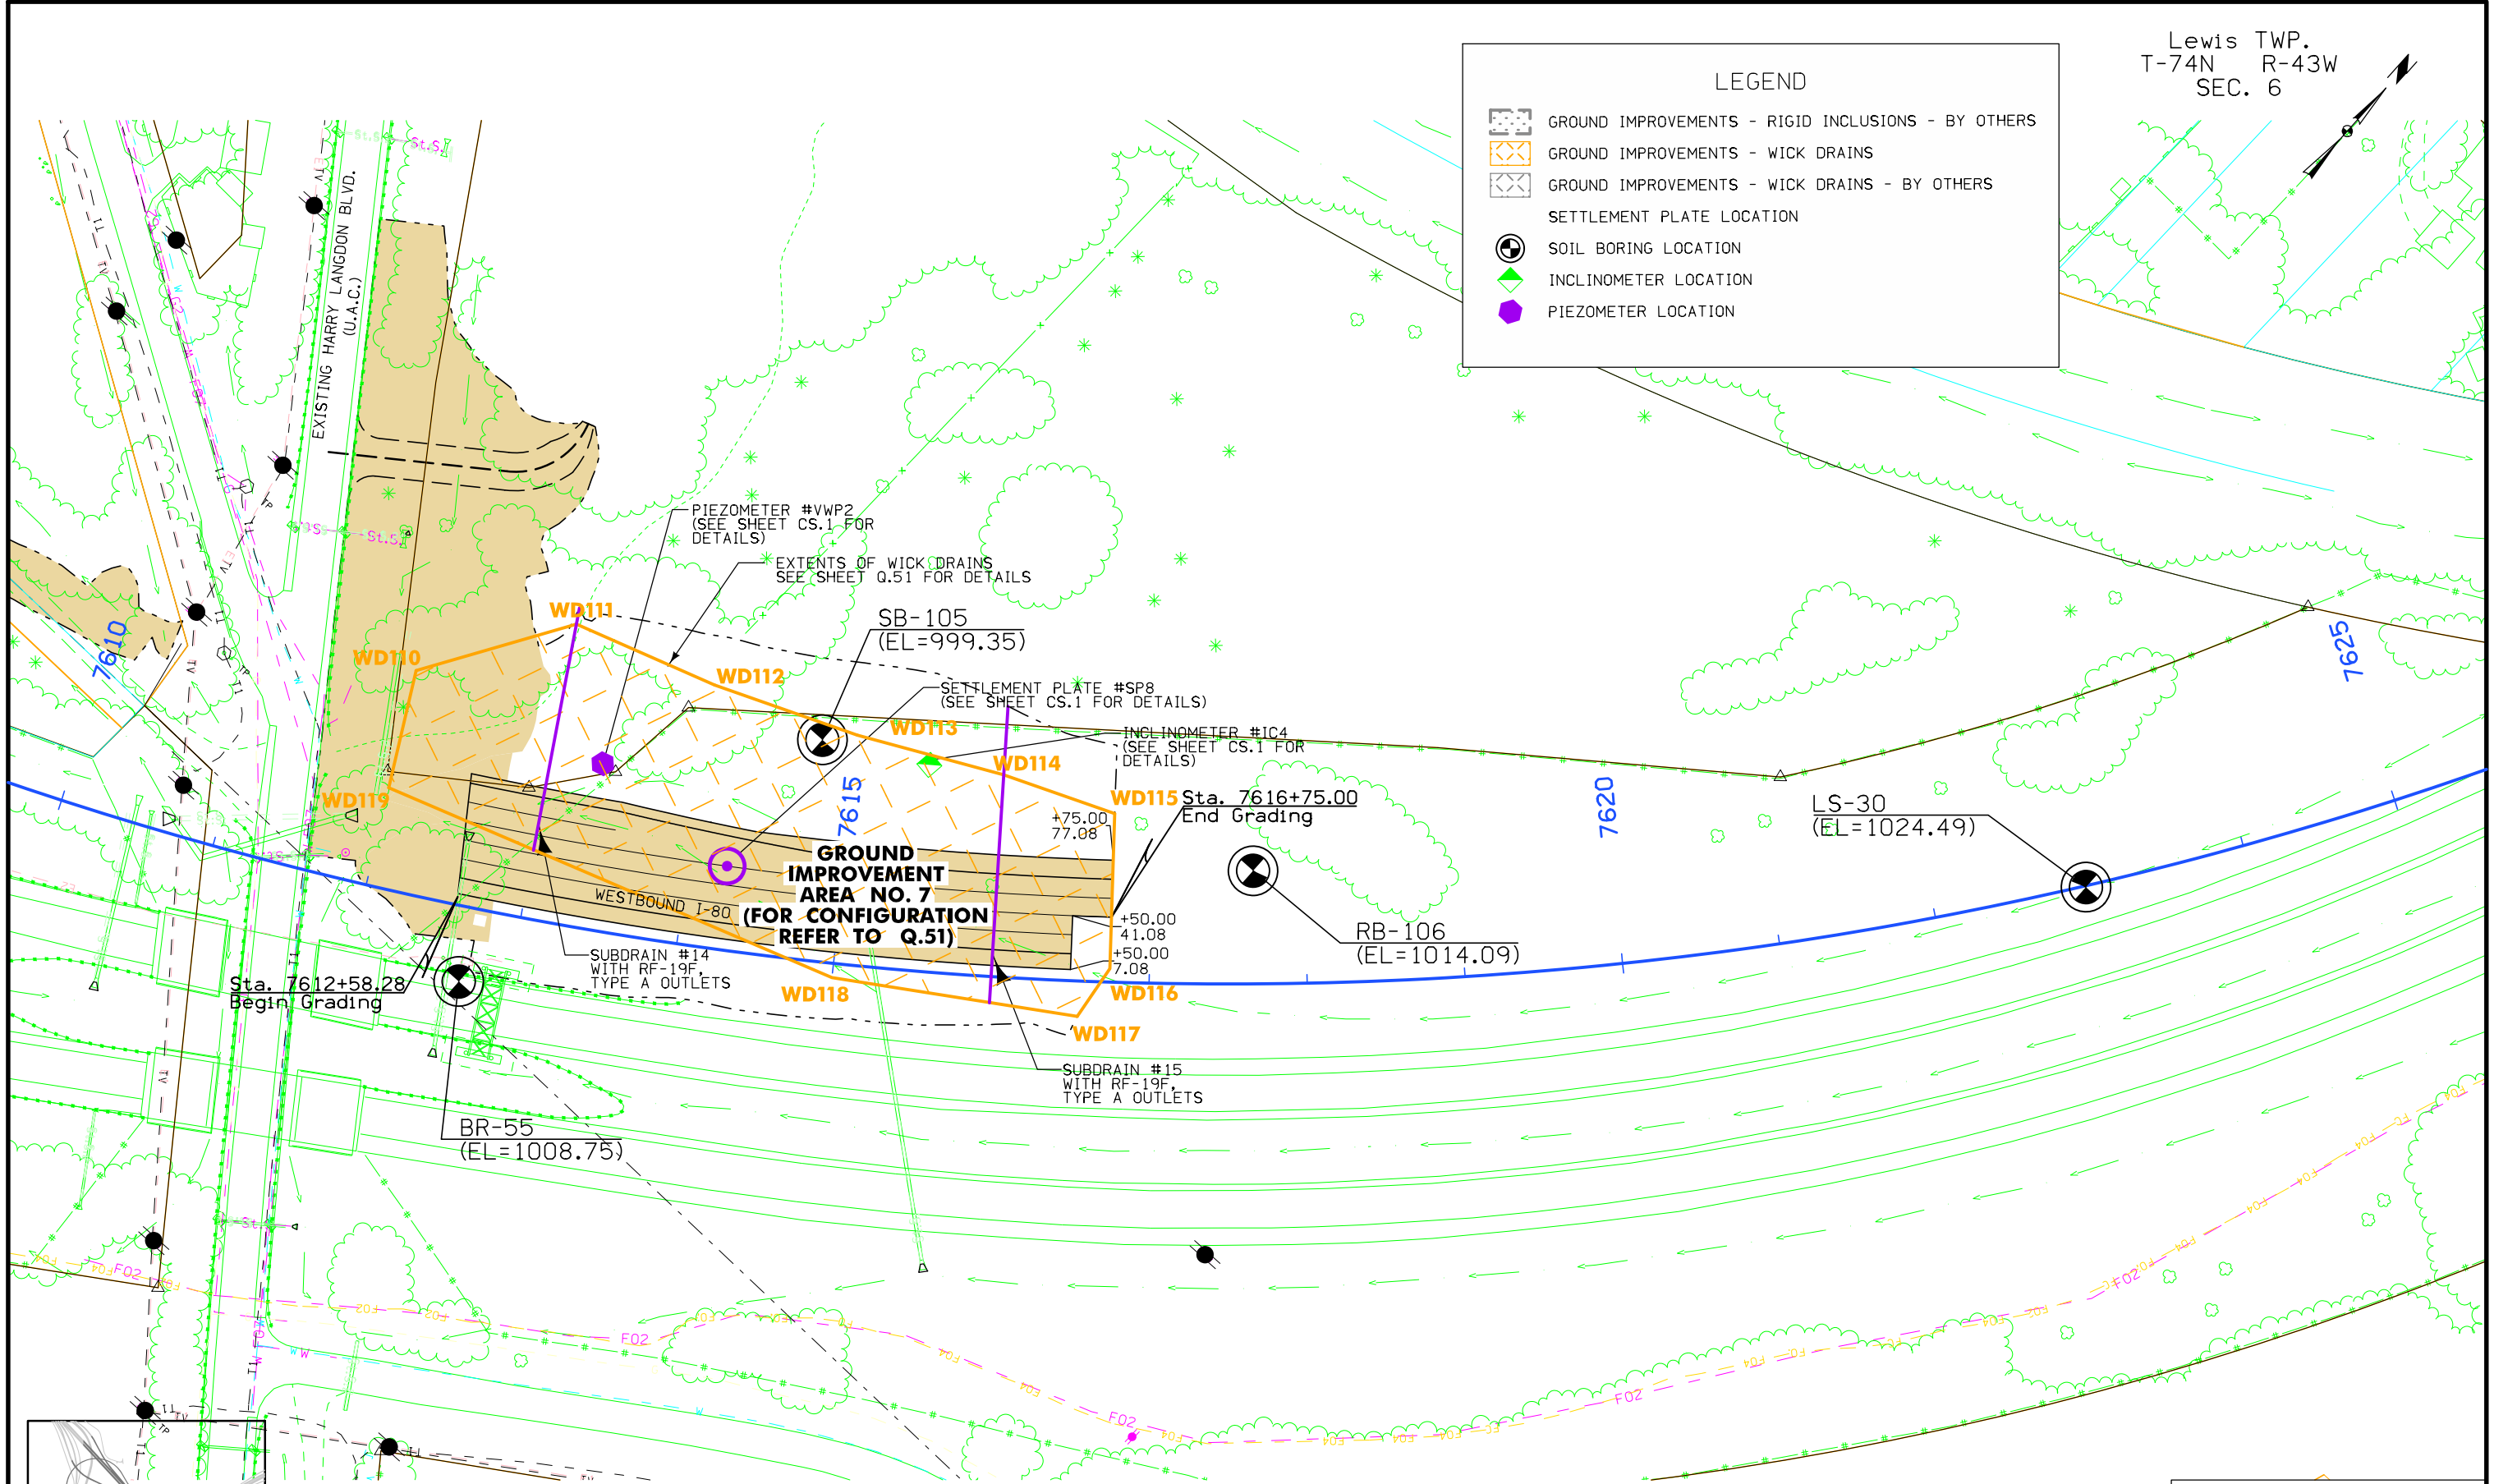 Lewis TWP.
T-74N R-43W
SEC. 6
LEGEND
GROUND IMPROVEMENTS - RIGID INCLUSIONS - BY OTHERS
GROUND IMPROVEMENTS - WICK DRAINS
GROUND IMPROVEMENTS - WICK DRAINS - BY OTHERS
SETTLEMENT PLATE LOCATION
SOIL BORING LOCATION
INCLINOMETER LOCATION
PIEZOMETER LOCATION
EXISTING HARRY LANGDON BLVD.
(U.A.C.)
St.S.
St.S.
PIEZOMETER #VWP2
(SEE SHEET CS.1 FOR
DETAILS)
EXTENTS OF WICK DRAINS
SEE SHEET Q.51 FOR DETAILS
WD111
SB-105
(EL=999.35)
WD110
WD112
SETTLEMENT PLATE #SP8
(SEE SHEET CS.1 FOR DETAILS)
WD113
INCLINOMETER #IC4
(SEE SHEET CS.1 FOR
DETAILS)
WD114
7610
7615
7620
7625
WD119
WD115
Sta. 7616+75.00
End Grading
+75.00
77.08
LS-30
(EL=1024.49)
GROUND
IMPROVEMENT
AREA NO. 7
(FOR CONFIGURATION
REFER TO Q.51)
WESTBOUND I-80
+50.00
41.08
+50.00
7.08
RB-106
(EL=1014.09)
SUBDRAIN #14
WITH RF-19F,
TYPE A OUTLETS
Sta. 7612+58.28
Begin Grading
WD118
WD116
WD117
SUBDRAIN #15
WITH RF-19F,
TYPE A OUTLETS
BR-55
(EL=1008.75)
FO2
FO2
FO2
FO2
FO2